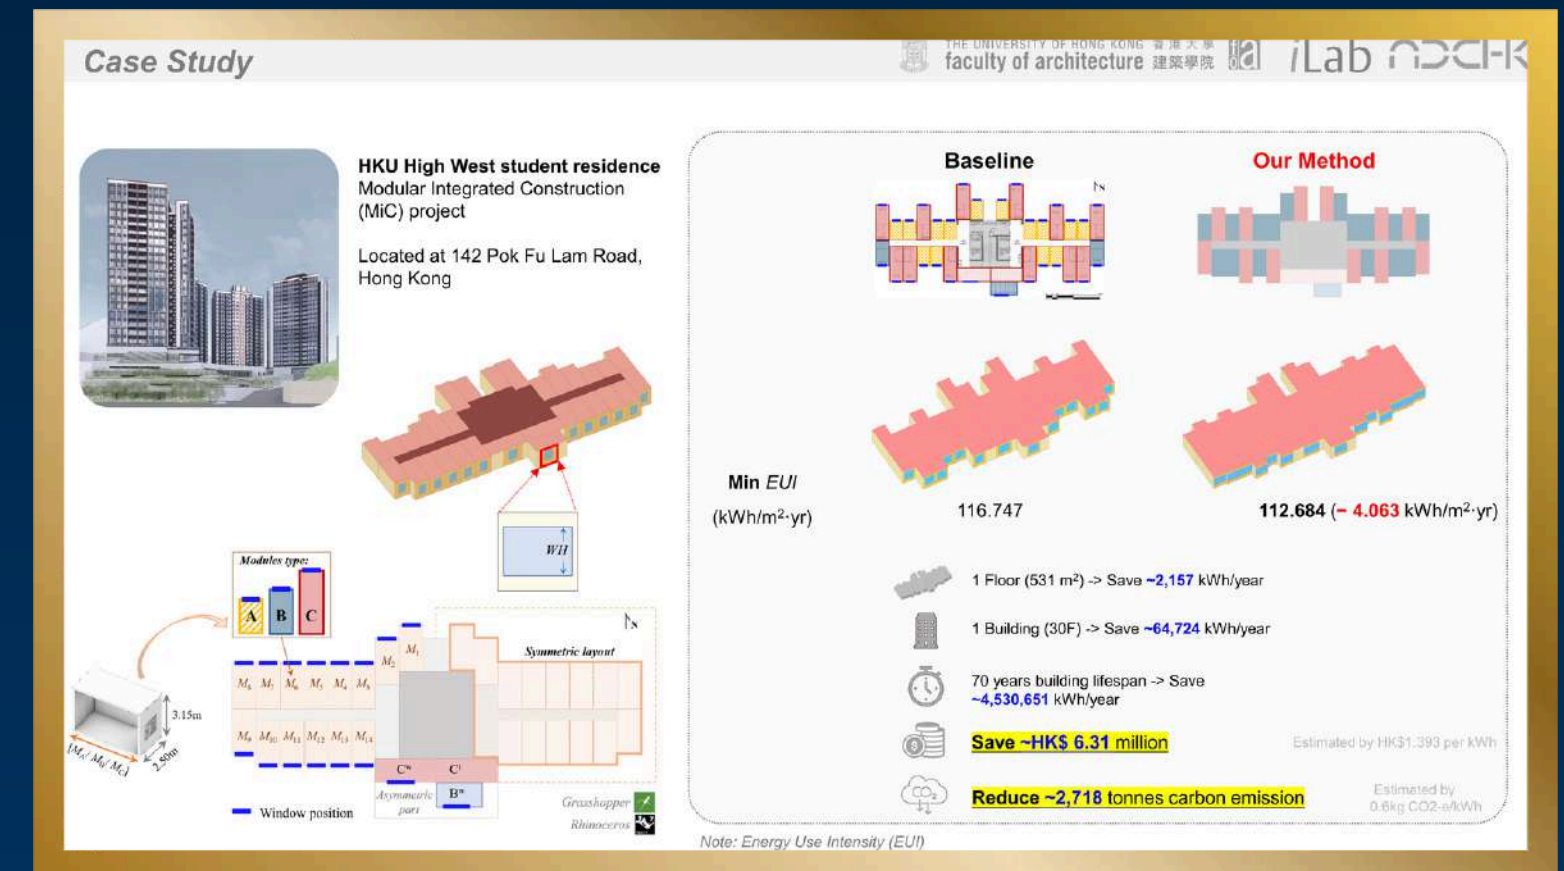 Case Study
THE UNIVERSITY OF HONG KONG 香港大學
faculty of architecture 建築學院
fa
iLab
HKU High West student residence
Modular Integrated Construction
(MiC) project
Located at 142 Pok Fu Lam Road,
Hong Kong
WH
Modules type:
A B C
3.15m
2.50m
[M_A/ M_B/ M_C]
N
M₂ M₁
Symmetric layout
C^w C^i
Asymmetric
part
B^w
Window position
Grasshopper
Rhinoceros
Baseline
Our Method
N
Min EUI
(kWh/m²·yr)
116.747
112.684 (− 4.063 kWh/m²·yr)
1 Floor (531 m²) -> Save ~2,157 kWh/year
1 Building (30F) -> Save ~64,724 kWh/year
70 years building lifespan -> Save
~4,530,651 kWh/year
Save ~HK$ 6.31 million
Estimated by HK$1.393 per kWh
Reduce ~2,718 tonnes carbon emission
Estimated by
0.6kg CO2-e/kWh
Note: Energy Use Intensity (EUI)